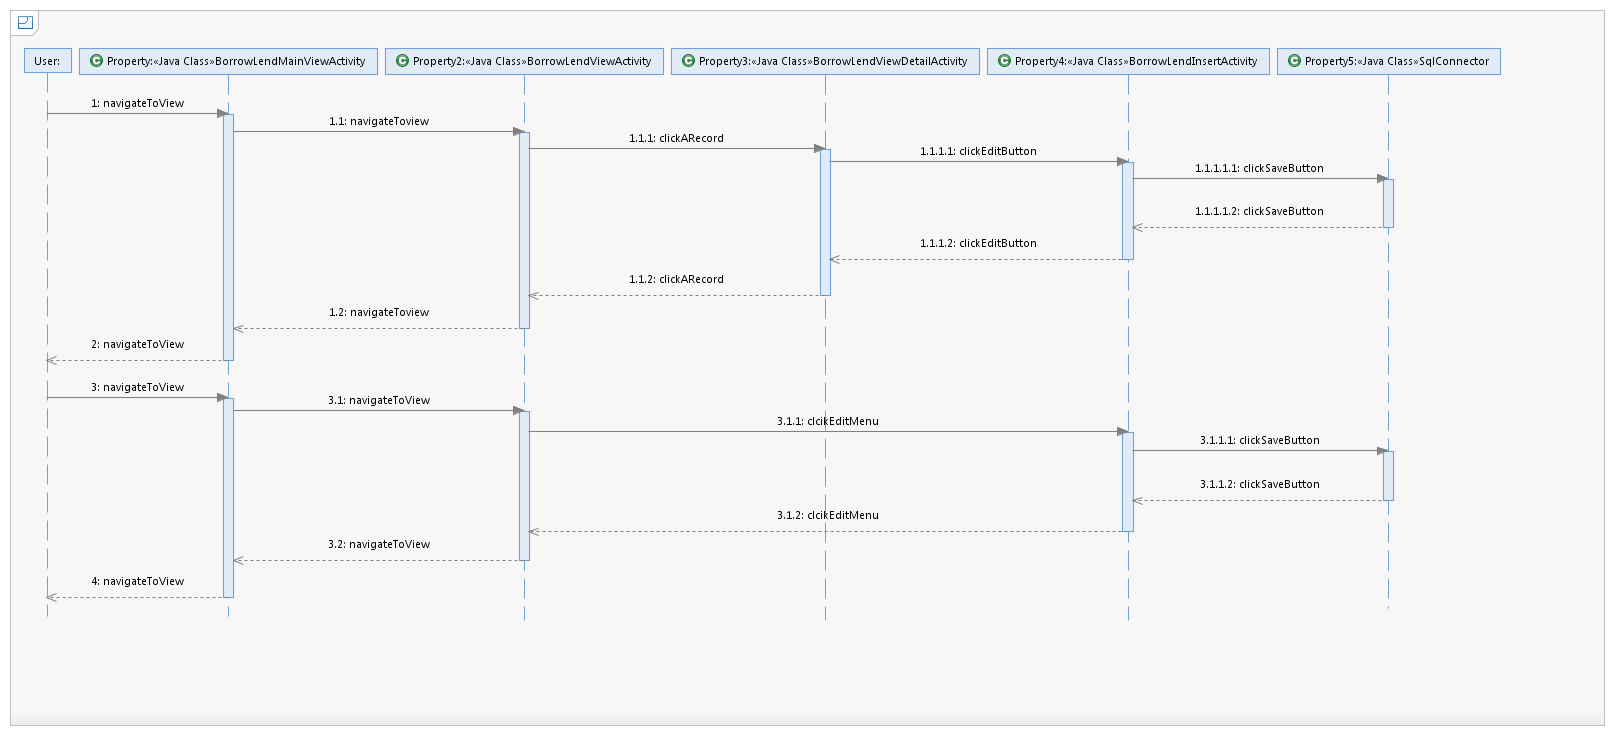 User:
C Property:«Java Class»BorrowLendMainViewActivity
C Property2:«Java Class»BorrowLendViewActivity
C Property3:«Java Class»BorrowLendViewDetailActivity
C Property4:«Java Class»BorrowLendInsertActivity
C Property5:«Java Class»SqlConnector
1: navigateToView
1.1: navigateToview
1.1.1: clickARecord
1.1.1.1: clickEditButton
1.1.1.1.1: clickSaveButton
1.1.1.1.2: clickSaveButton
1.1.1.2: clickEditButton
1.1.2: clickARecord
1.2: navigateToview
2: navigateToView
3: navigateToView
3.1: navigateToView
3.1.1: clcikEditMenu
3.1.1.1: clickSaveButton
3.1.1.2: clickSaveButton
3.1.2: clcikEditMenu
3.2: navigateToView
4: navigateToView